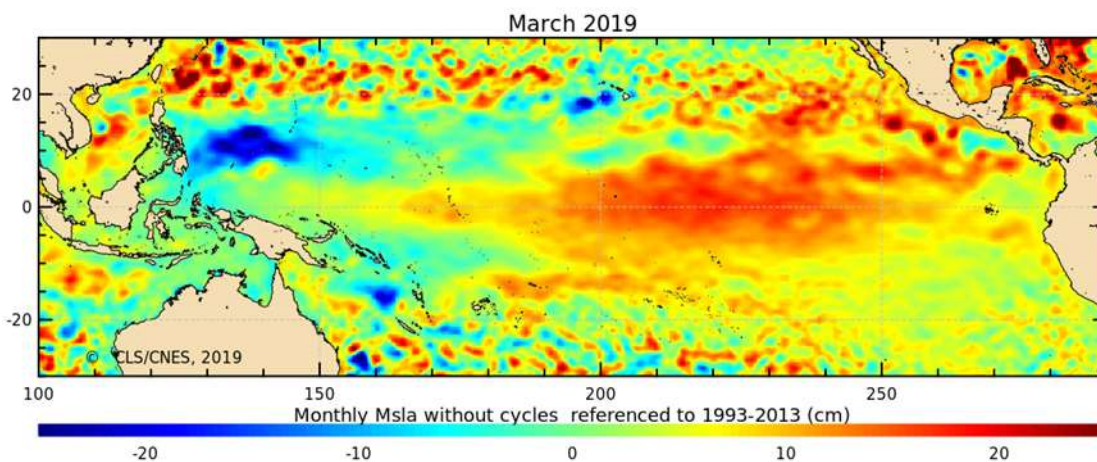 March 2019
20
0
-20
© CLS/CNES, 2019
100 150 200 250
Monthly Msla without cycles referenced to 1993-2013 (cm)
-20 -10 0 10 20